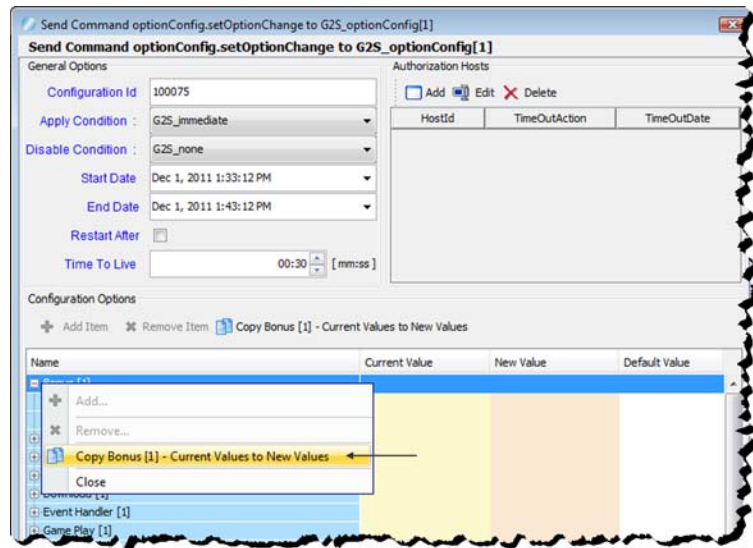 Send Command optionConfig.setOptionChange to G2S_optionConfig[1]
Send Command optionConfig.setOptionChange to G2S_optionConfig[1]
General Options
Authorization Hosts
Configuration Id 100075
Add Edit Delete
Apply Condition : G2S_immediate
HostId TimeOutAction TimeOutDate
Disable Condition : G2S_none
Start Date Dec 1, 2011 1:33:12 PM
End Date Dec 1, 2011 1:43:12 PM
Restart After
Time To Live 00:30 [ mm:ss ]
Configuration Options
Add Item Remove Item Copy Bonus [1] - Current Values to New Values
Name Current Value New Value Default Value
Bonus [1]
Add...
Remove...
Copy Bonus [1] - Current Values to New Values
Close
Download [1]
Event Handler [1]
Game Play [1]